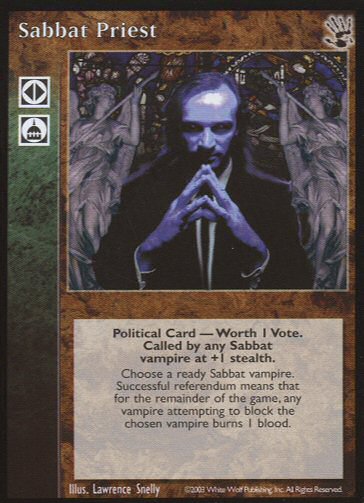 Sabbat Priest
Political Card — Worth 1 Vote.
Called by any Sabbat
vampire at +1 stealth.
Choose a ready Sabbat vampire.
Successful referendum means that
for the remainder of the game, any
vampire attempting to block the
chosen vampire burns 1 blood.
Illus. Lawrence Snelly
©2003 White Wolf Publishing, Inc. All Rights Reserved.